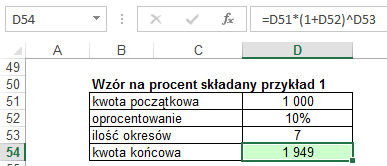 D54 =D51*(1+D52)^D53
A B C D
49
50 Wzór na procent składany przykład 1
51 kwota początkowa 1 000
52 oprocentowanie 10%
53 ilość okresów 7
54 kwota końcowa 1 949